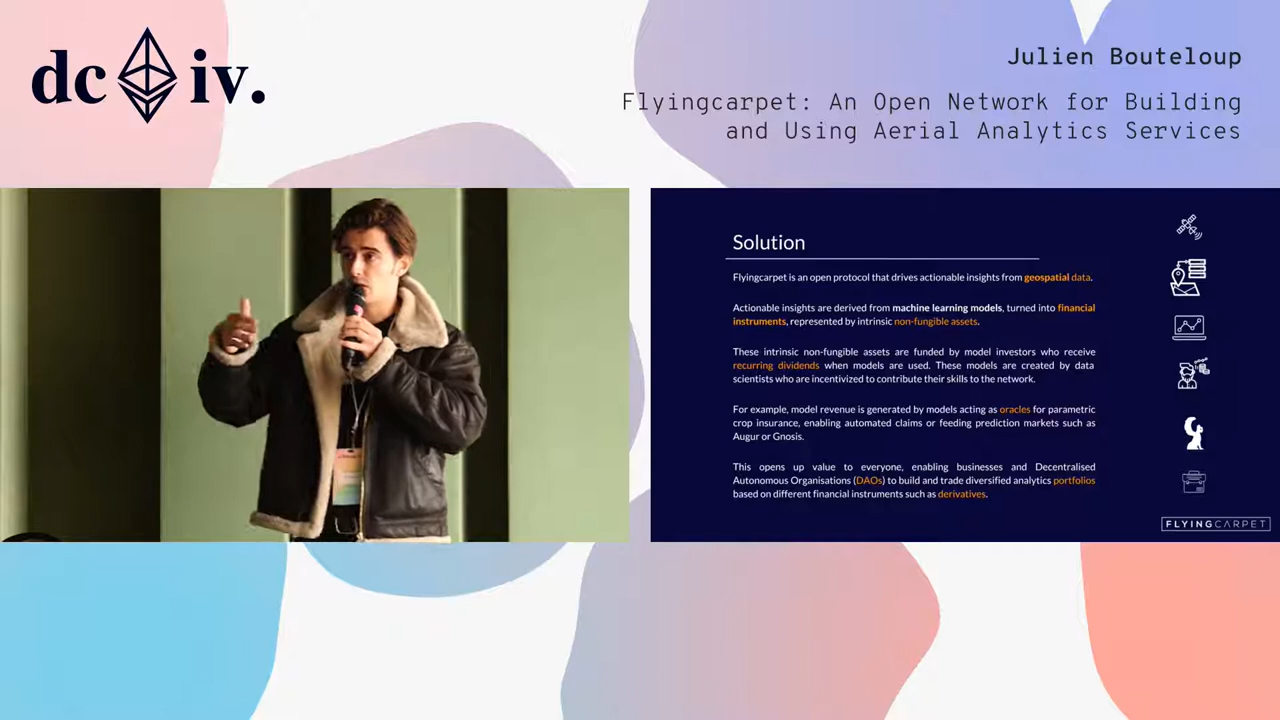 dc iv.
Julien Bouteloup
Flyingcarpet: An Open Network for Building
and Using Aerial Analytics Services
Solution
Flyingcarpet is an open protocol that drives actionable insights from geospatial data.
Actionable insights are derived from machine learning models, turned into financial
instruments, represented by intrinsic non-fungible assets.
These intrinsic non-fungible assets are funded by model investors who receive
recurring dividends when models are used. These models are created by data
scientists who are incentivized to contribute their skills to the network.
For example, model revenue is generated by models acting as oracles for parametric
crop insurance, enabling automated claims or feeding prediction markets such as
Augur or Gnosis.
This opens up value to everyone, enabling businesses and Decentralised
Autonomous Organisations (DAOs) to build and trade diversified analytics portfolios
based on different financial instruments such as derivatives.
FLYINGCARPET